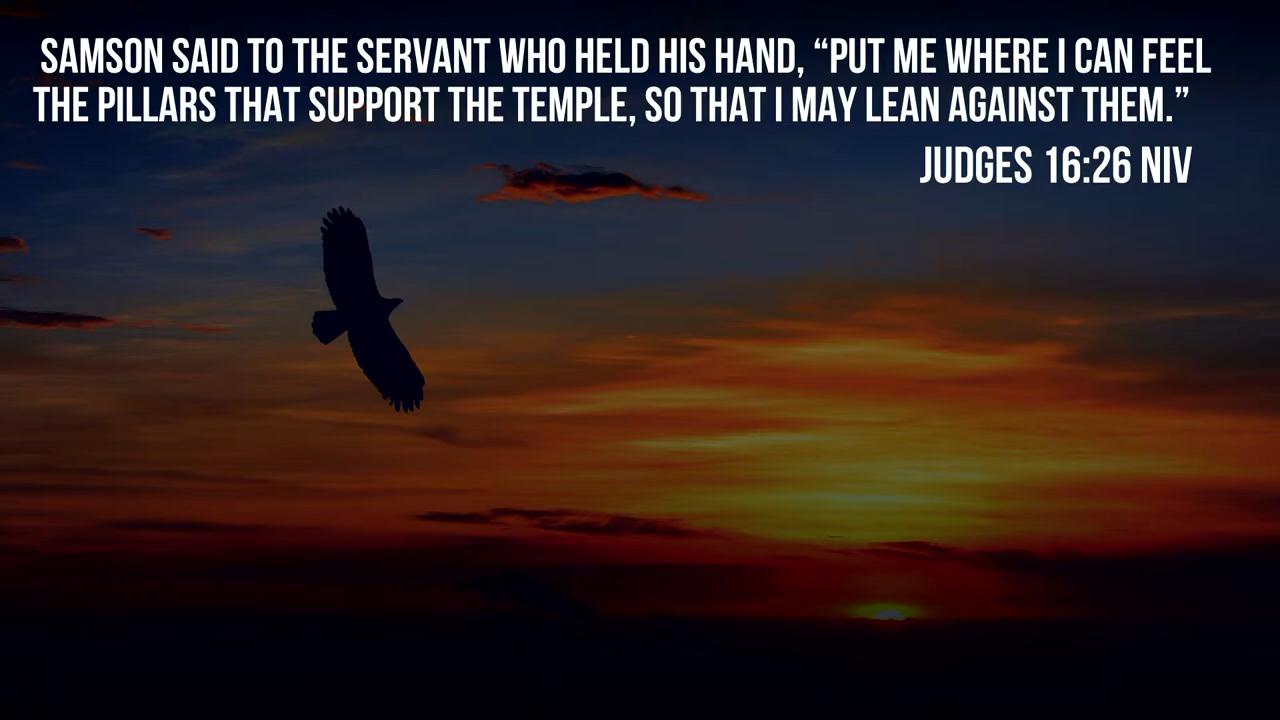 SAMSON SAID TO THE SERVANT WHO HELD HIS HAND, “PUT ME WHERE I CAN FEEL
THE PILLARS THAT SUPPORT THE TEMPLE, SO THAT I MAY LEAN AGAINST THEM.”
JUDGES 16:26 NIV